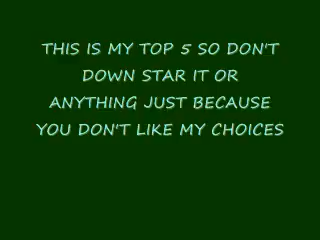 THIS IS MY TOP 5 SO DON'T
DOWN STAR IT OR
ANYTHING JUST BECAUSE
YOU DON'T LIKE MY CHOICES